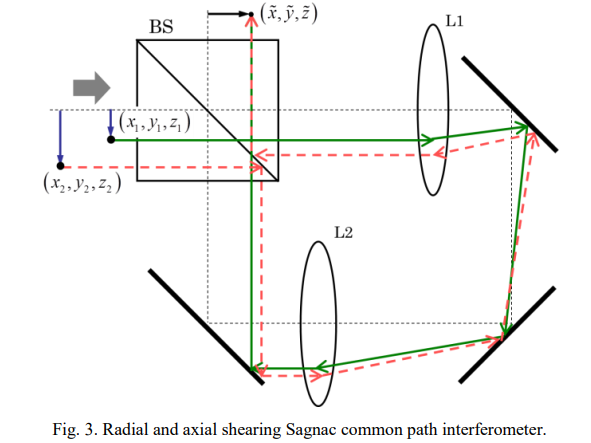 BS
(x̃, ỹ, z̃)
L1
(x₁, y₁, z₁)
(x₂, y₂, z₂)
L2
Fig. 3. Radial and axial shearing Sagnac common path interferometer.